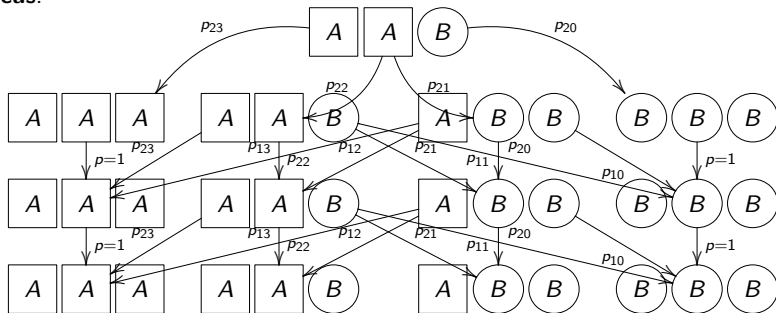 cus.
p23 A A B p20
p22 p21
A A A A A B A B B B B B
p=1 p23 p13 p22 p12 p21 p11 p20 p10 p=1
A A A A A B A B B B B B
p=1 p23 p13 p22 p12 p21 p11 p20 p10 p=1
A A A A A B A B B B B B